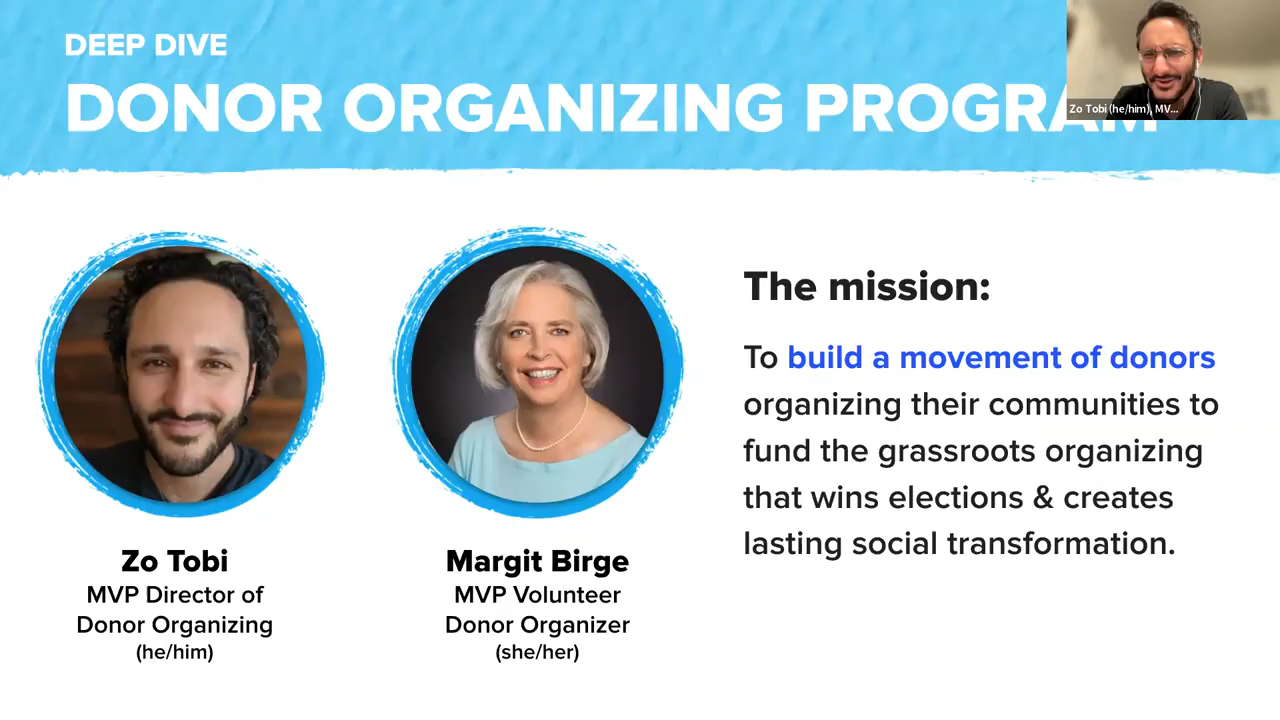 DEEP DIVE
DONOR ORGANIZING PROGRAM
Zo Tobi (he/him), MV...
The mission:
To build a movement of donors
organizing their communities to
fund the grassroots organizing
that wins elections & creates
lasting social transformation.
Zo Tobi
MVP Director of
Donor Organizing
(he/him)
Margit Birge
MVP Volunteer
Donor Organizer
(she/her)